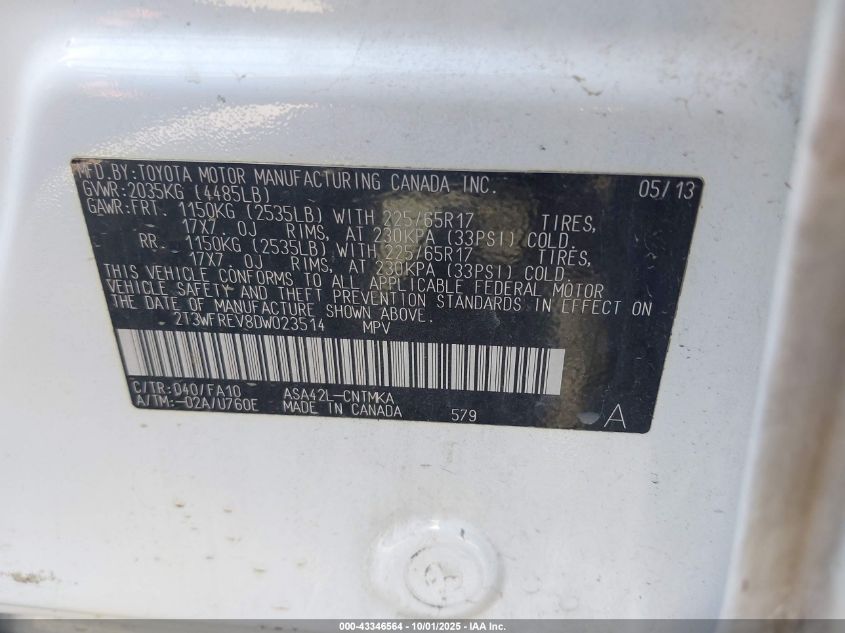 MFD.BY:TOYOTA MOTOR MANUFACTURING CANADA INC. 05/13
GVWR:2035KG (4485LB)
GAWR:FRT. 1150KG (2535LB) WITH 225/65R17 TIRES,
17X7 0J RIMS, AT 230KPA (33PSI) COLD.
RR. 1150KG (2535LB) WITH 225/65R17 TIRES,
17X7 0J RIMS, AT 230KPA (33PSI) COLD.
THIS VEHICLE CONFORMS TO ALL APPLICABLE FEDERAL MOTOR
VEHICLE SAFETY AND THEFT PREVENTION STANDARDS IN EFFECT ON
THE DATE OF MANUFACTURE SHOWN ABOVE.
2T3WFREV8DW023514 MPV
C/TR:040/FA10 ASA42L-CNTMKA
A/TM:-02A/U760E MADE IN CANADA 579 A
000-43346564 - 10/01/2025 - IAA Inc.